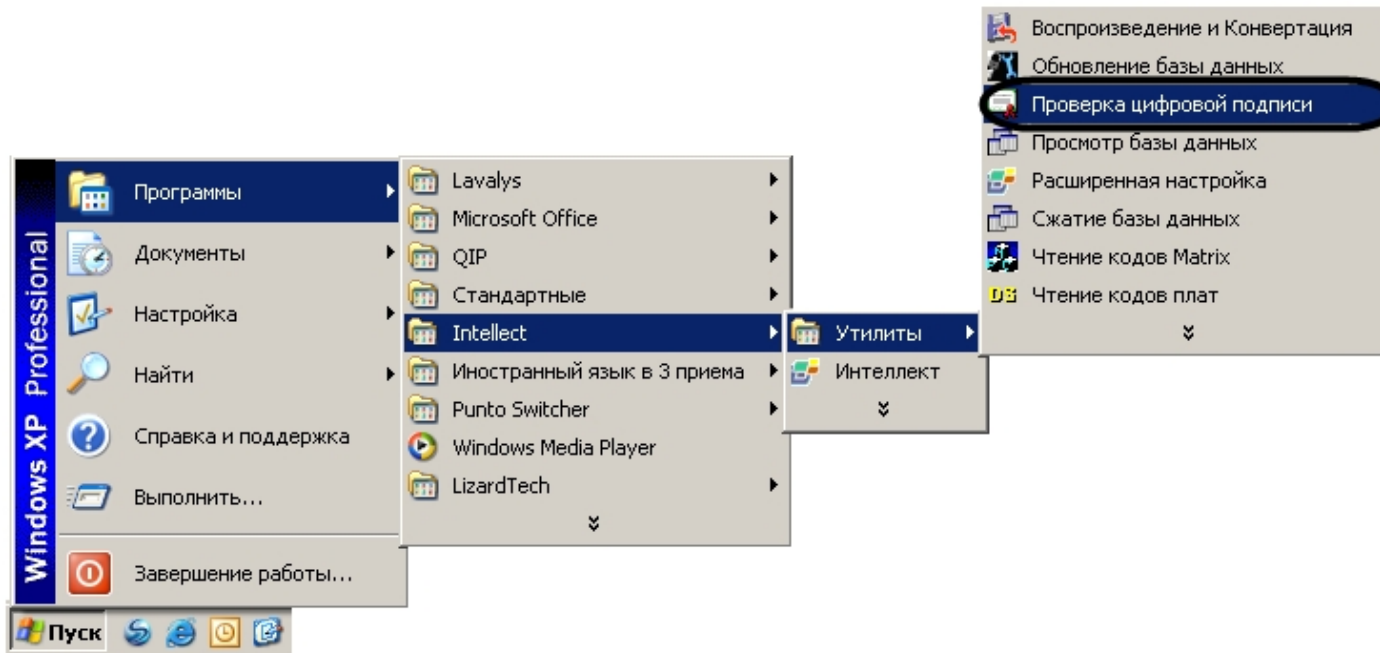 Воспроизведение и Конвертация
Обновление базы данных
Проверка цифровой подписи
Просмотр базы данных
Расширенная настройка
Сжатие базы данных
Чтение кодов Matrix
DS Чтение кодов плат
Windows XP Professional
Программы
Документы
Настройка
Найти
Справка и поддержка
Выполнить...
Завершение работы...
Lavalys
Microsoft Office
QIP
Стандартные
Intellect
Иностранный язык в 3 приема
Punto Switcher
Windows Media Player
LizardTech
Утилиты
Интеллект
Пуск